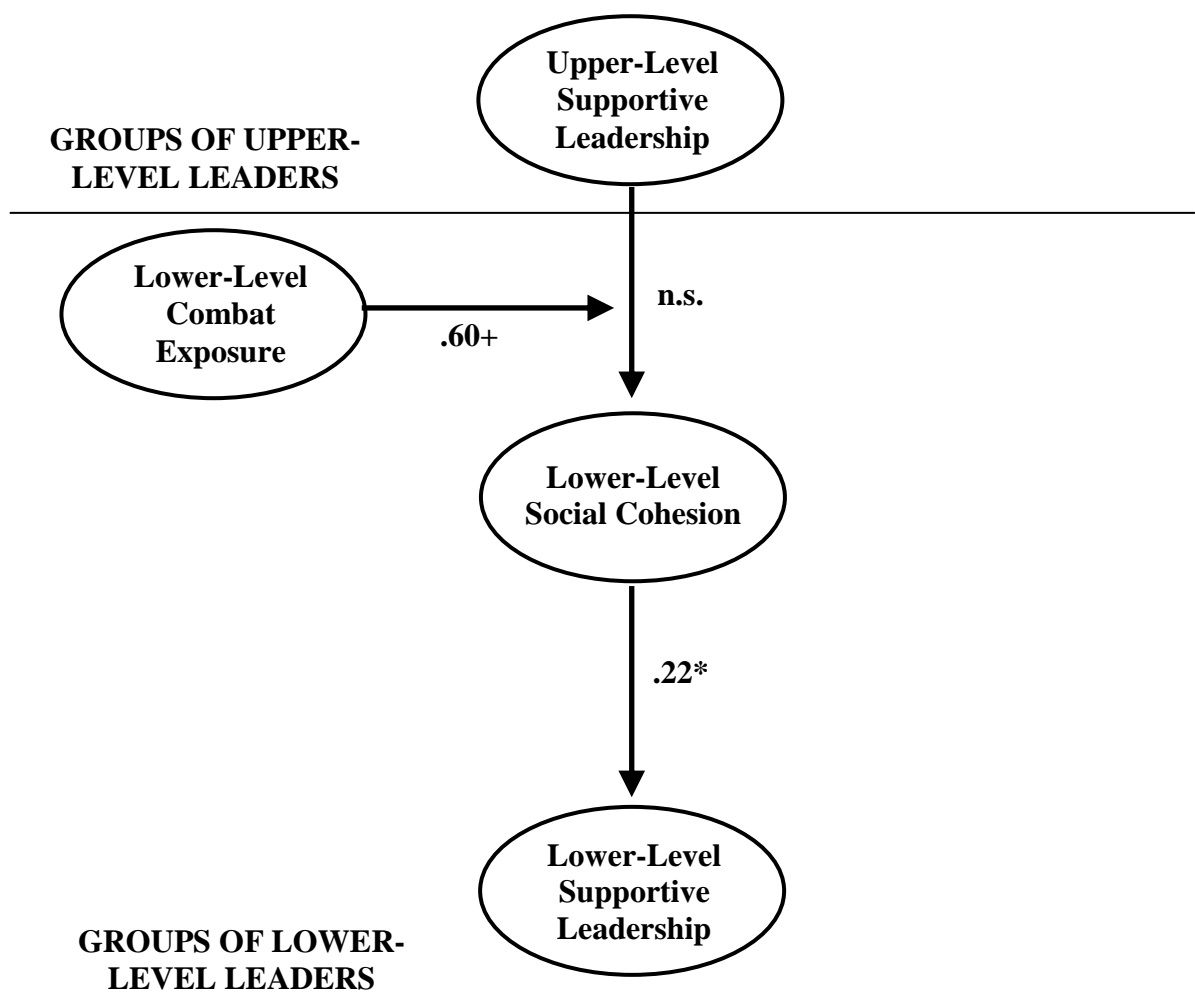 Upper-Level
Supportive
Leadership
GROUPS OF UPPER-
LEVEL LEADERS
Lower-Level
Combat
Exposure
n.s.
.60+
Lower-Level
Social Cohesion
.22*
Lower-Level
Supportive
Leadership
GROUPS OF LOWER-
LEVEL LEADERS